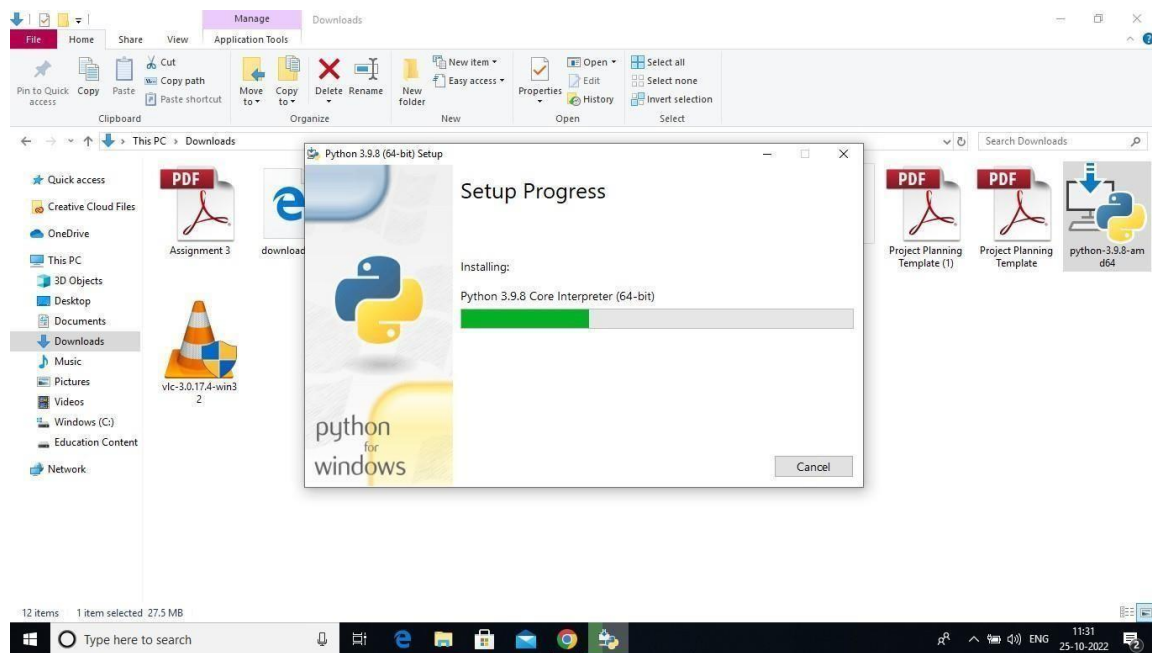 Manage
Downloads
File Home Share View Application Tools
Pin to Quick access
Copy
Paste
Cut
Copy path
Paste shortcut
Move to
Copy to
Delete
Rename
New folder
New item
Easy access
Properties
Open
Edit
History
Select all
Select none
Invert selection
Clipboard
Organize
New
Open
Select
This PC > Downloads
Search Downloads
Quick access
Creative Cloud Files
OneDrive
This PC
3D Objects
Desktop
Documents
Downloads
Music
Pictures
Videos
Windows (C:)
Education Content
Network
PDF
Assignment 3
download
vlc-3.0.17.4-win3
2
Python 3.9.8 (64-bit) Setup
Setup Progress
Installing:
Python 3.9.8 Core Interpreter (64-bit)
python
for
windows
Cancel
PDF
Project Planning
Template (1)
PDF
Project Planning
Template
python-3.9.8-am
d64
12 items 1 item selected 27.5 MB
Type here to search
ENG
11:31
25-10-2022
2